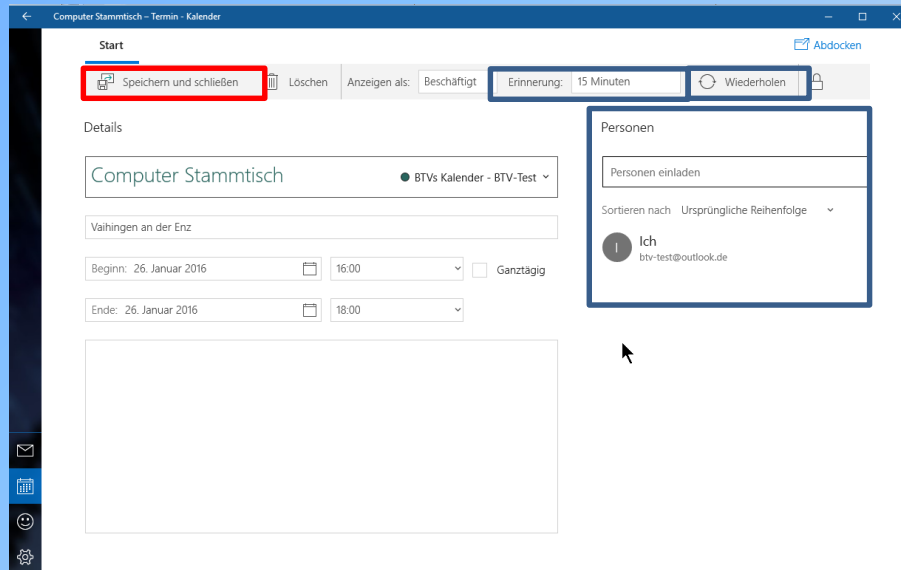 Computer Stammtisch – Termin - Kalender
Start
Abdocken
Speichern und schließen
Löschen
Anzeigen als: Beschäftigt
Erinnerung: 15 Minuten
Wiederholen
Details
Personen
Computer Stammtisch
BTVs Kalender - BTV-Test
Personen einladen
Vaihingen an der Enz
Sortieren nach Ursprüngliche Reihenfolge
I
Ich
btv-test@outlook.de
Beginn: 26. Januar 2016
16:00
Ganztägig
Ende: 26. Januar 2016
18:00